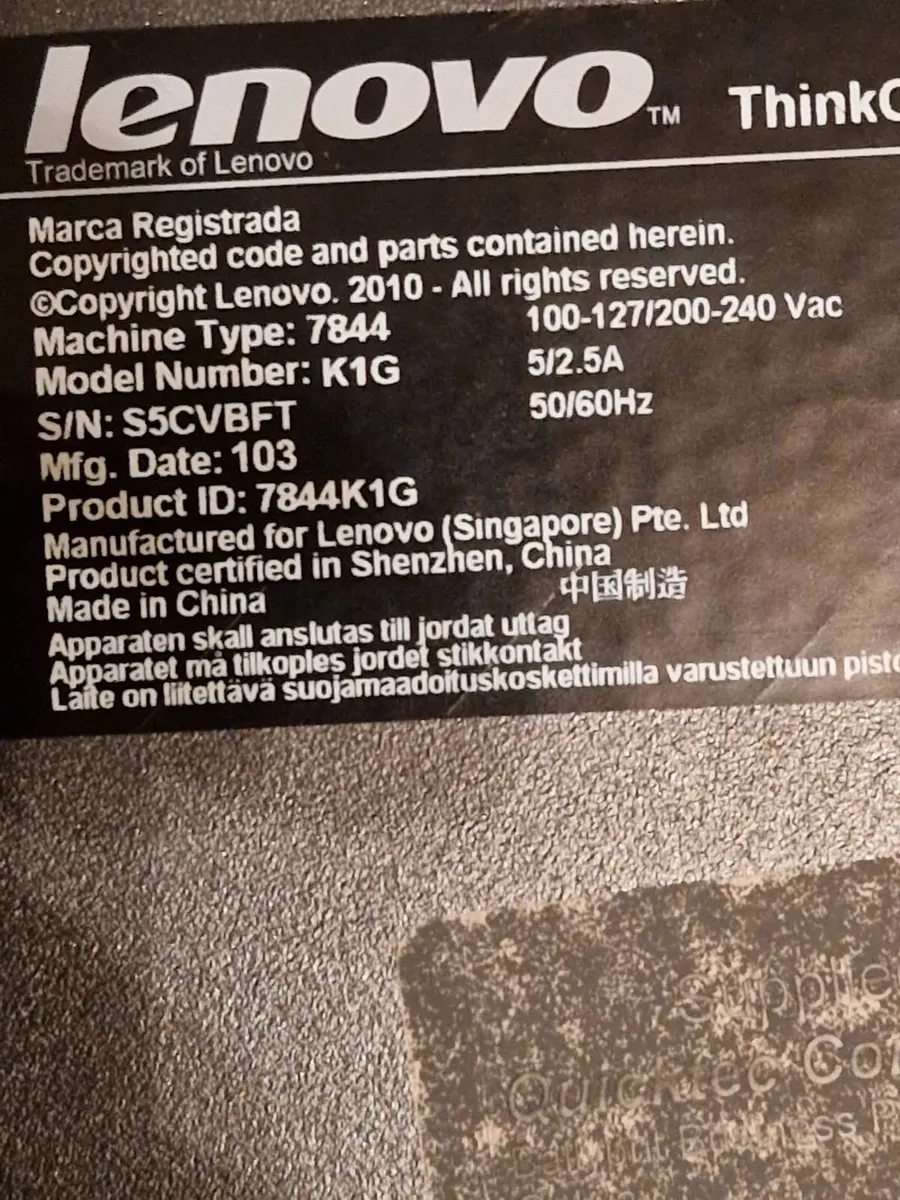 lenovo™ ThinkC
Trademark of Lenovo
Marca Registrada
Copyrighted code and parts contained herein.
©Copyright Lenovo. 2010 - All rights reserved.
Machine Type: 7844 100-127/200-240 Vac
Model Number: K1G 5/2.5A
S/N: S5CVBFT 50/60Hz
Mfg. Date: 103
Product ID: 7844K1G
Manufactured for Lenovo (Singapore) Pte. Ltd
Product certified in Shenzhen, China
Made in China 中国制造
Apparaten skall anslutas till jordat uttag
Apparatet må tilkoples jordet stikkontakt
Laite on liitettävä suojamaadoituskoskettimilla varustettuun pisto
Supplie
Quicktec Co